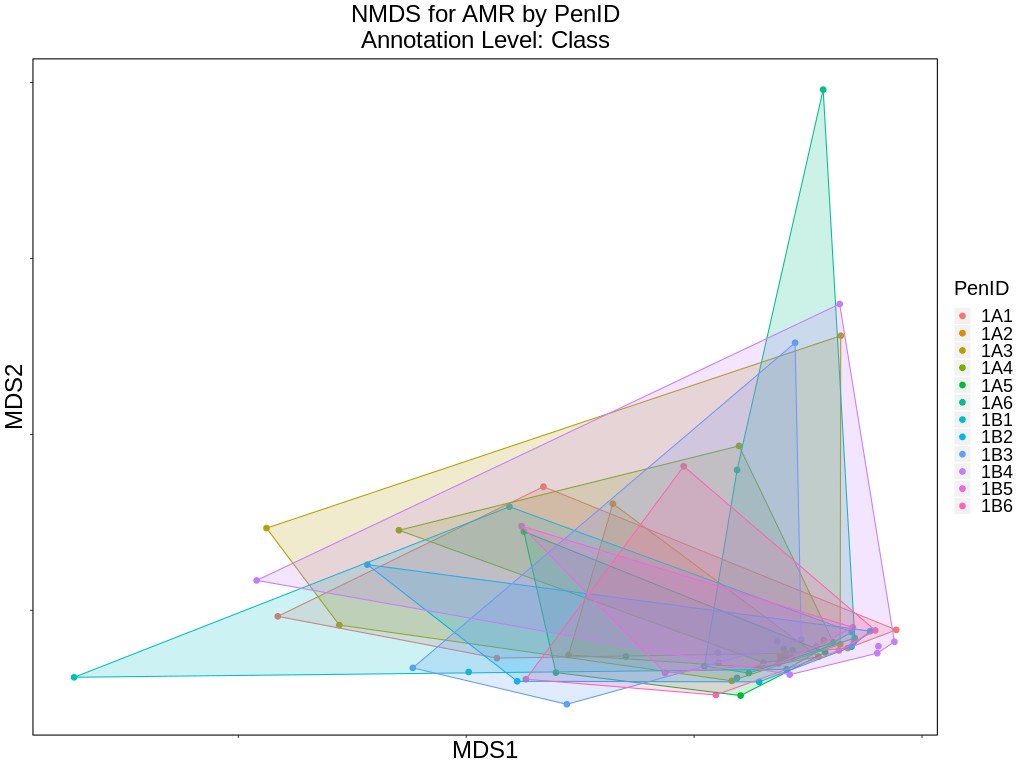 NMDS for AMR by PenID
Annotation Level: Class
MDS2
MDS1
PenID
1A1
1A2
1A3
1A4
1A5
1A6
1B1
1B2
1B3
1B4
1B5
1B6